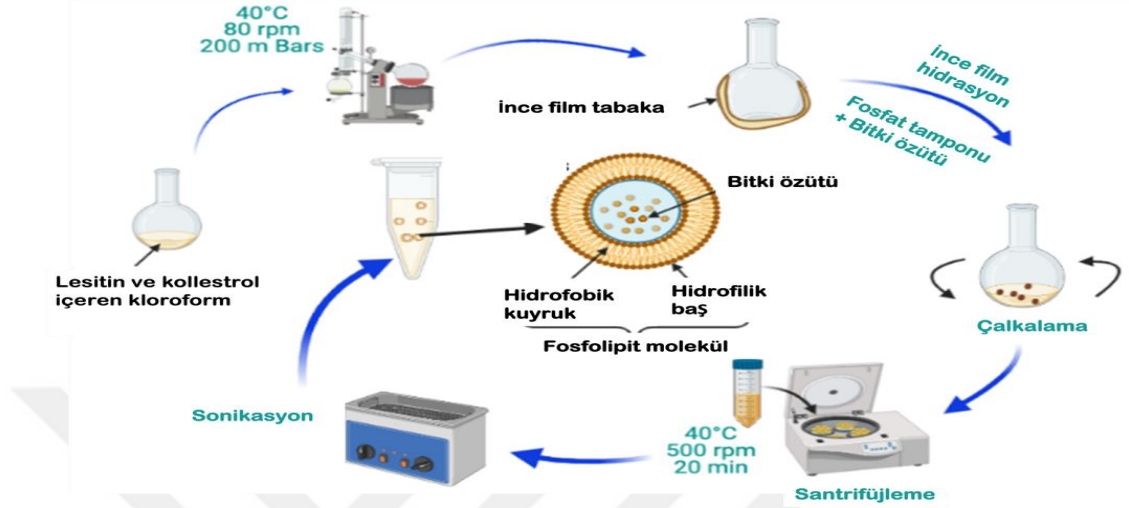 40°C
80 rpm
200 m Bars
İnce film tabaka
İnce film
hidrasyon
Fosfat tamponu
+ Bitki özütü
Bitki özütü
Lesitin ve kollestrol
içeren kloroform
Hidrofobik
kuyruk
Hidrofilik
baş
Fosfolipit molekül
Çalkalama
Sonikasyon
40°C
500 rpm
20 min
Santrifüjleme